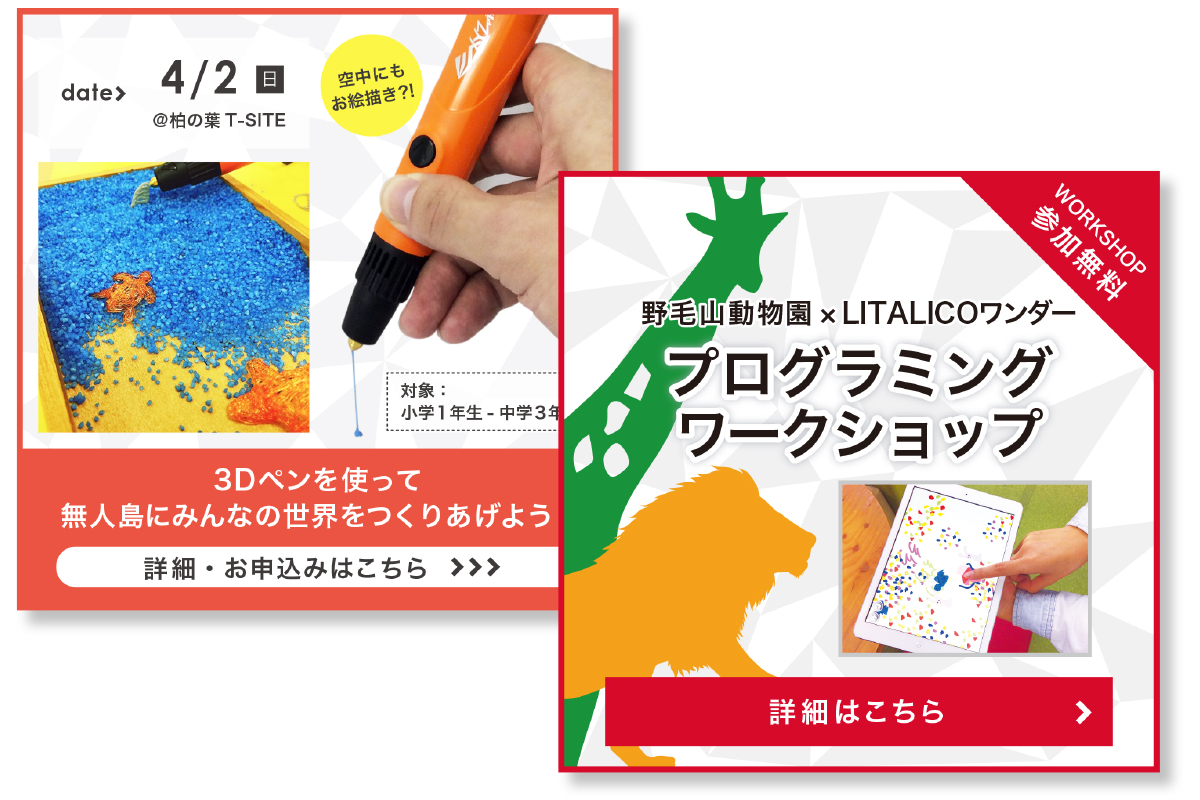 date>
4/2 日
@柏の葉 T-SITE
空中にも
お絵描き?!
対象：
小学1年生 - 中学3年
3Dペンを使って
無人島にみんなの世界をつくりあげよう
詳細・お申込みはこちら >>>
WORKSHOP
参加無料
野毛山動物園×LITALICOワンダー
プログラミング
ワークショップ
詳細はこちら >